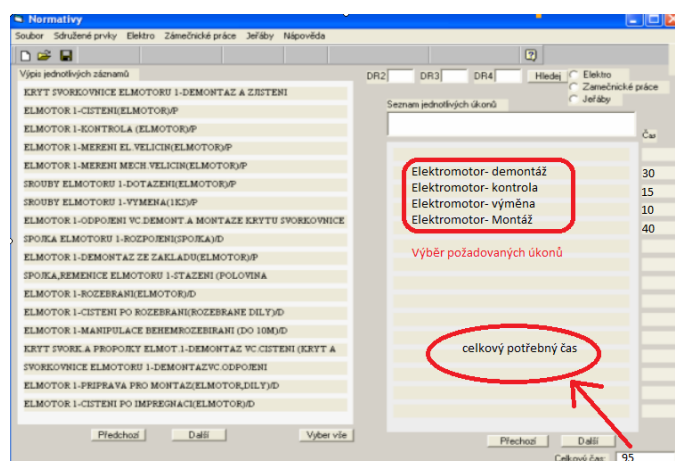 Normativy
Soubor Sdružené prvky Elektro Zámečnické práce Jeřáby Nápověda
Výpis jednotlivých záznamů
DR2 DR3 DR4 Hledej Elektro
Zamečnické práce
Jeřáby
Seznam jednotlivých úkonů
Čas
KRYT SVORKOVNICE ELMOTORU 1-DEMONTAZ A ZJISTENI
ELMOTOR 1-CISTENI(ELMOTOR)/P
ELMOTOR 1-KONTROLA (ELMOTOR)/P
ELMOTOR 1-MERENI EL VELICIN(ELMOTOR)/P
ELMOTOR 1-MERENI MECH.VELICIN(ELMOTOR)/P
SROUBY ELMOTORU 1-DOTAZENI(ELMOTOR)/P
SROUBY ELMOTORU 1-VYMENA(1KS)/P
ELMOTOR 1-ODPOJENI VC.DEMONT.A MONTAZE KRYTU SVORKOVNICE
SPOJKA ELMOTORU 1-ROZPOJENI(SPOJKA)/D
ELMOTOR 1-DEMONTAZ ZE ZAKLADU(ELMOTOR)/P
SPOJKA,REMENICE ELMOTORU 1-STAZENI (POLOVINA
ELMOTOR 1-ROZEBRANI(ELMOTOR)/D
ELMOTOR 1-CISTENI PO ROZEBRANI(ROZEBRANE DILY)/D
ELMOTOR 1-MANIPULACE BEHEMROZEBIRANI (DO 10M)/D
KRYT SVORK.A PROPOJKY ELMOT.1-DEMONTAZ VC.CISTENI (KRYT A
SVORKOVNICE ELMOTORU 1-DEMONTAZVC.ODPOJENI
ELMOTOR 1-PRIPRAVA PRO MONTAZ(ELMOTOR,DILY)/D
ELMOTOR 1-CISTENI PO IMPREGNACI(ELMOTOR)/D
Předchozí Další Vyber vše
Elektromotor- demontáž 30
Elektromotor- kontrola 15
Elektromotor- výměna 10
Elektromotor- Montáž 40
Výběr požadovaných úkonů
celkový potřebný čas
Přechozí Další
Celkový čas: 95